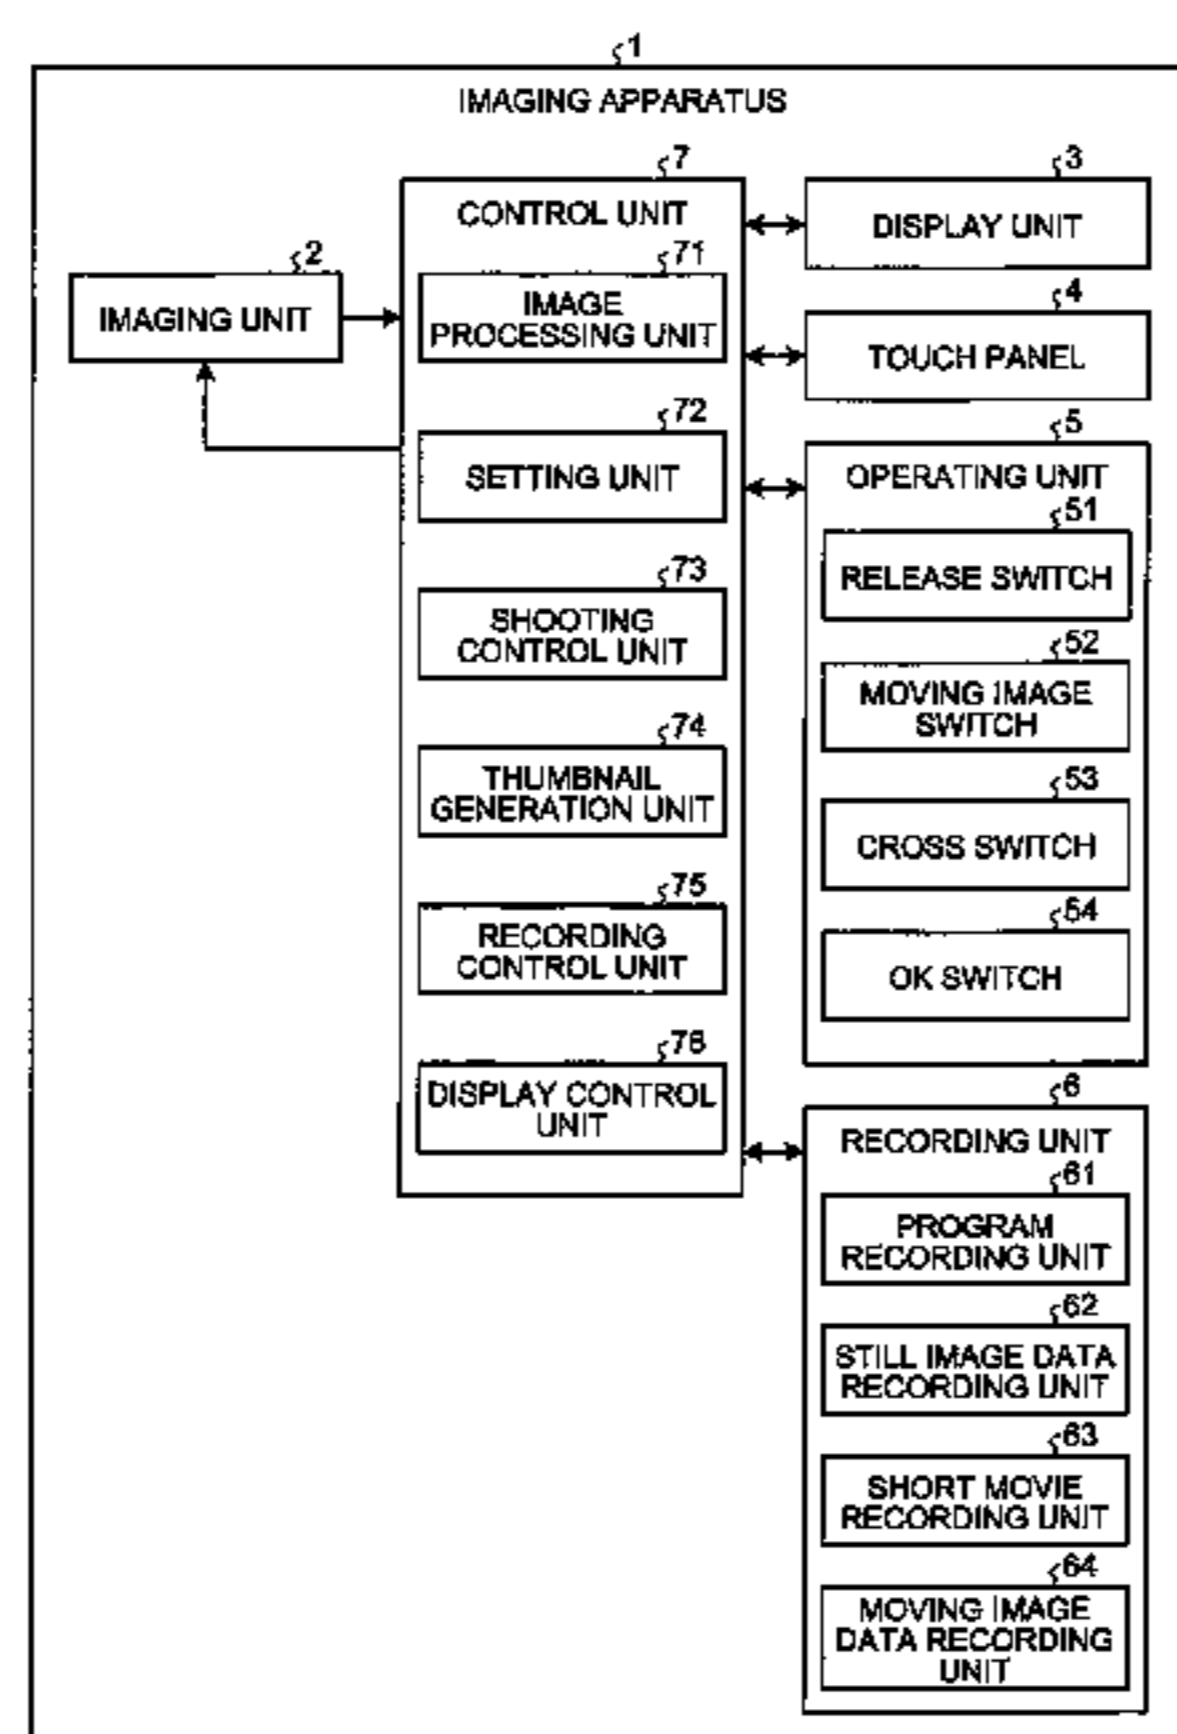 1
IMAGING APPARATUS
2
IMAGING UNIT
7
CONTROL UNIT
71
IMAGE
PROCESSING UNIT
72
SETTING UNIT
73
SHOOTING
CONTROL UNIT
74
THUMBNAIL
GENERATION UNIT
75
RECORDING
CONTROL UNIT
76
DISPLAY CONTROL
UNIT
3
DISPLAY UNIT
4
TOUCH PANEL
5
OPERATING UNIT
51
RELEASE SWITCH
52
MOVING IMAGE
SWITCH
53
CROSS SWITCH
54
OK SWITCH
6
RECORDING UNIT
61
PROGRAM
RECORDING UNIT
62
STILL IMAGE DATA
RECORDING UNIT
63
SHORT MOVIE
RECORDING UNIT
64
MOVING IMAGE
DATA RECORDING
UNIT